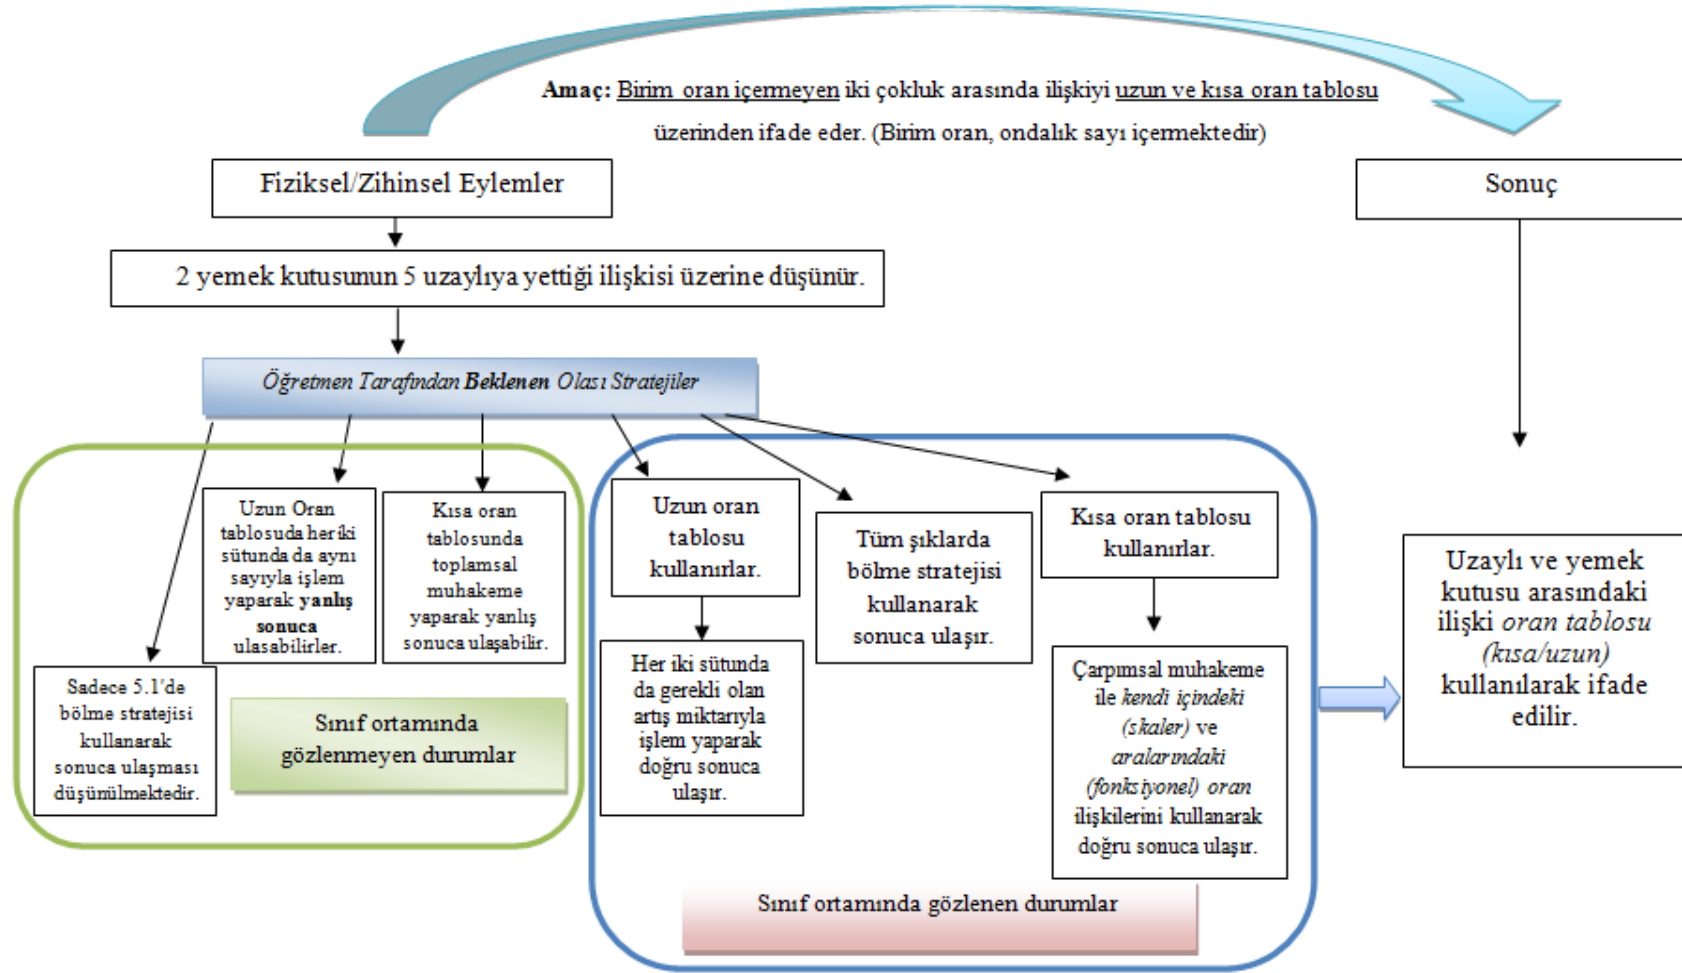 Amaç: Birim oran içermeyen iki çokluk arasında ilişkiyi uzun ve kısa oran tablosu
üzerinden ifade eder. (Birim oran, ondalık sayı içermektedir)
Fiziksel/Zihinsel Eylemler
Sonuç
2 yemek kutusunun 5 uzaylıya yettiği ilişkisi üzerine düşünür.
Öğretmen Tarafından Beklenen Olası Stratejiler
Uzun Oran
tablosuda her iki
sütunda da aynı
sayıyla işlem
yaparak yanlış
sonuca
ulasabilirler.
Kısa oran
tablosunda
toplamsal
muhakeme
yaparak yanlış
sonuca ulaşabilir.
Sadece 5.1'de
bölme stratejisi
kullanarak
sonuca ulaşması
düşünülmektedir.
Sınıf ortamında
gözlenmeyen durumlar
Uzun oran
tablosu
kullanırlar.
Her iki sütunda
da gerekli olan
artış miktarıyla
işlem yaparak
doğru sonuca
ulaşır.
Tüm şıklarda
bölme stratejisi
kullanarak
sonuca ulaşır.
Kısa oran tablosu
kullanırlar.
Çarpımsal muhakeme
ile kendi içindeki
(skaler) ve
aralarındaki
(fonksiyonel) oran
ilişkilerini kullanarak
doğru sonuca ulaşır.
Sınıf ortamında gözlenen durumlar
Uzaylı ve yemek
kutusu arasındaki
ilişki oran tablosu
(kısa/uzun)
kullanılarak ifade
edilir.